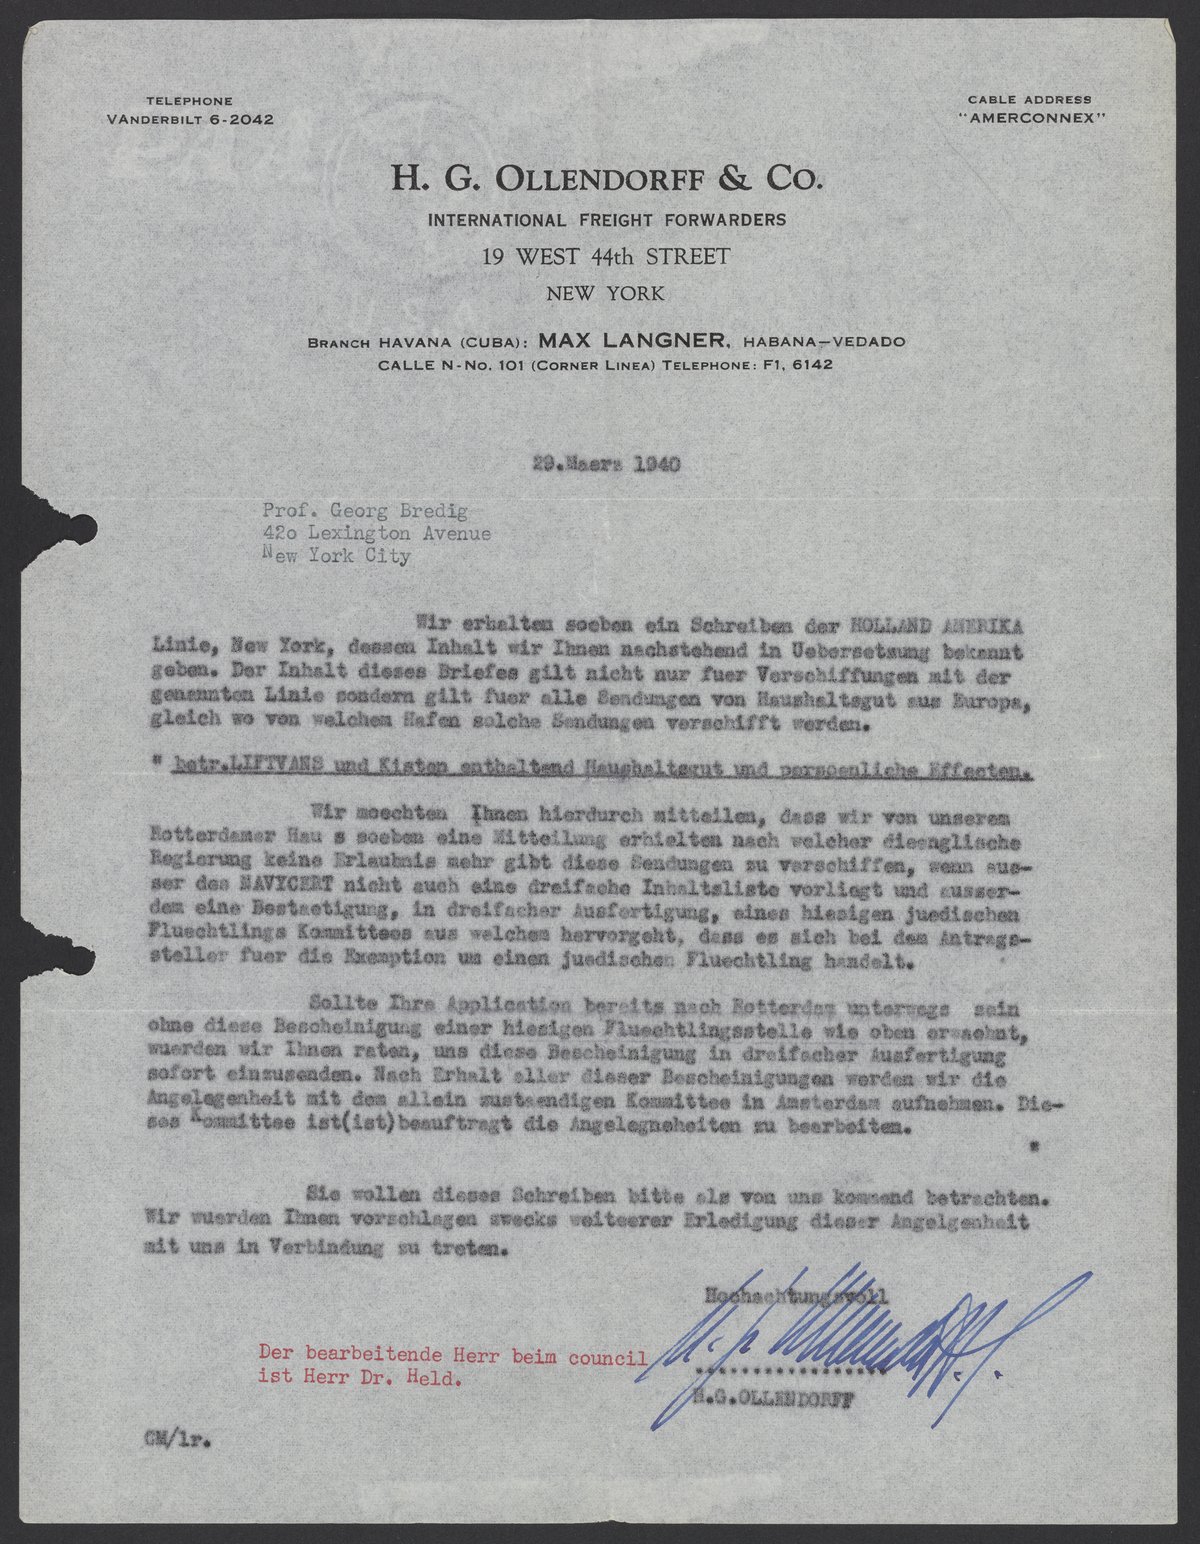 TELEPHONE
VANDERBILT 6-2042
CABLE ADDRESS
"AMERCONNEX"
H. G. OLLENDORFF & CO.
INTERNATIONAL FREIGHT FORWARDERS
19 WEST 44th STREET
NEW YORK
BRANCH HAVANA (CUBA): MAX LANGNER, HABANA-VEDADO
CALLE N-No. 101 (CORNER LINEA) TELEPHONE: F1, 6142
29.Maerz 1940
Prof. Georg Bredig
42o Lexington Avenue
New York City
Wir erhalten soeben ein Schreiben der HOLLAND AMERIKA
Linie, New York, dessen Inhalt wir Ihnen nachstehend in Uebersetzung bekannt
geben. Der Inhalt dieses Briefes gilt nicht nur fuer Verschiffungen mit der
genannten Linie sondern gilt fuer alle Sendungen von Haushaltsgut aus Europa,
gleich wo von welchem Hafen solche Sendungen verschifft werden.
" betr.LIFTVANS und Kisten enthaltend Haushaltsgut und persoenliche Effecten.
Wir moechten Ihnen hierdurch mitteilen, dass wir von unserem
Rotterdamer Hau s soeben eine Mitteilung erhielten nach welcher dieenglische
Regierung keine Erlaubnis mehr gibt diese Sendungen zu verschiffen, wenn aus-
ser des NAVYCERT nicht auch eine dreifache Inhaltsliste vorliegt und ausser-
dem eine Bestaetigung, in dreifacher Ausfertigung, eines hiesigen juedischen
Fluechtlings Kommittees aus welchem hervorgeht, dass es sich bei dem Antrags-
steller fuer die Exemption um einen juedischen Fluechtling handelt.
Sollte Ihre Application bereits nach Rotterdam unterwegs sein
ohne diese Bescheinigung einer hiesigen Fluechtlingsstelle wie oben erwaehnt,
wuerden wir Ihnen raten, uns diese Bescheinigung in dreifacher Ausfertigung
sofort einzusenden. Nach Erhalt aller dieser Bescheinigungen werden wir die
Angelegenheit mit dem allein zustaendigen Kommittee in Amsterdam aufnehmen. Die-
ses Kommittee ist(ist)beauftragt die Angelegneheiten zu bearbeiten.
"
Sie wollen dieses Schreiben bitte als von uns kommend betrachten.
Wir wuerden Ihnen vorschlagen zwecks weiteerer Erledigung dieser Angelgenheit
mit uns in Verbindung zu treten.
Hochachtungsvoll
H.G.OLLENDORFF
Der bearbeitende Herr beim council
ist Herr Dr. Held.
CM/lr.